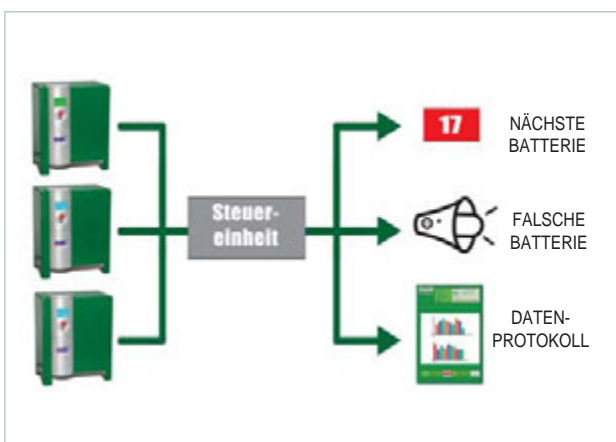 17
NÄCHSTE
BATTERIE
Steuer-
einheit
FALSCHE
BATTERIE
DATEN-
PROTOKOLL